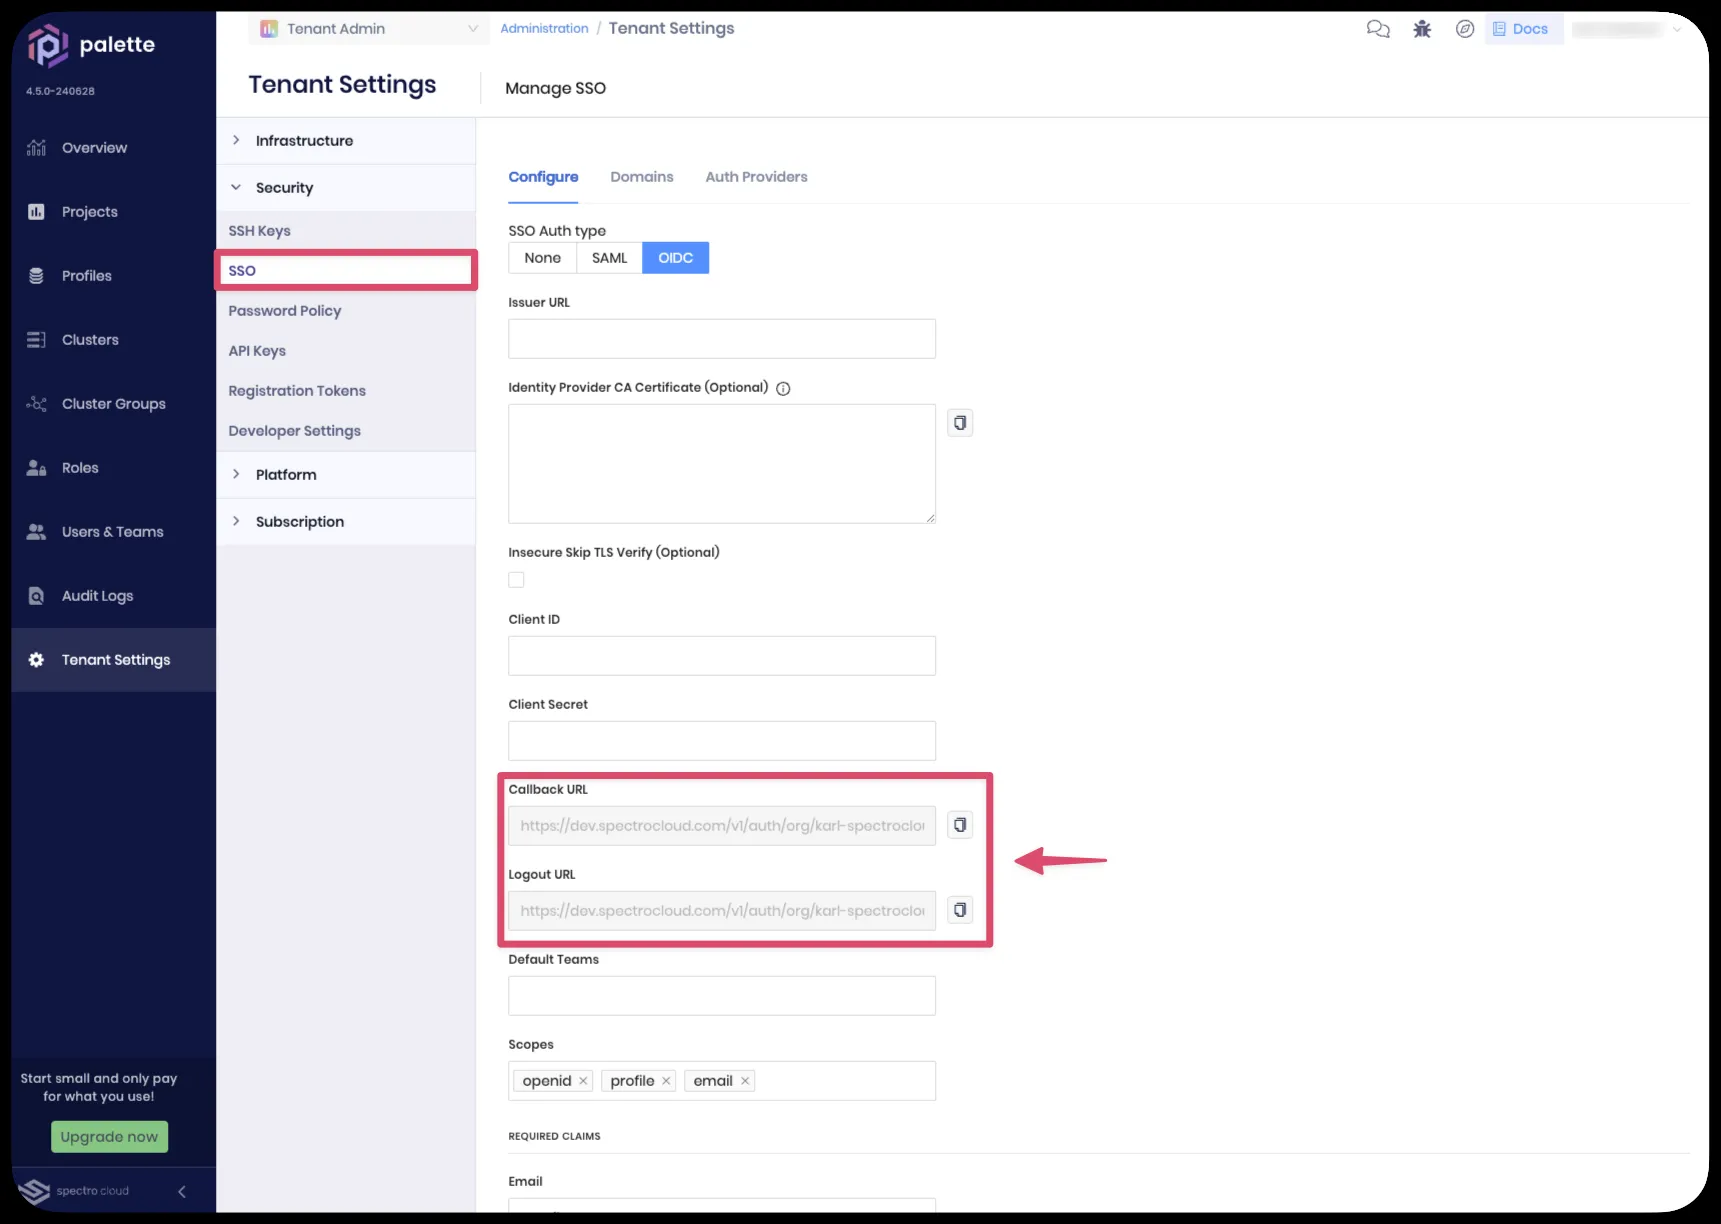 palette
4.5.0-240628
Overview
Projects
Profiles
Clusters
Cluster Groups
Roles
Users & Teams
Audit Logs
Tenant Settings
Start small and only pay
for what you use!
Upgrade now
spectro cloud
Tenant Admin
Administration / Tenant Settings
Docs
Tenant Settings
Manage SSO
Infrastructure
Security
SSH Keys
SSO
Password Policy
API Keys
Registration Tokens
Developer Settings
Platform
Subscription
Configure
Domains
Auth Providers
SSO Auth type
None
SAML
OIDC
Issuer URL
Identity Provider CA Certificate (Optional)
Insecure Skip TLS Verify (Optional)
Client ID
Client Secret
Callback URL
https://dev.spectrocloud.com/v1/auth/org/karl-spectroclou
Logout URL
https://dev.spectrocloud.com/v1/auth/org/karl-spectroclou
Default Teams
Scopes
openid
profile
email
REQUIRED CLAIMS
Email